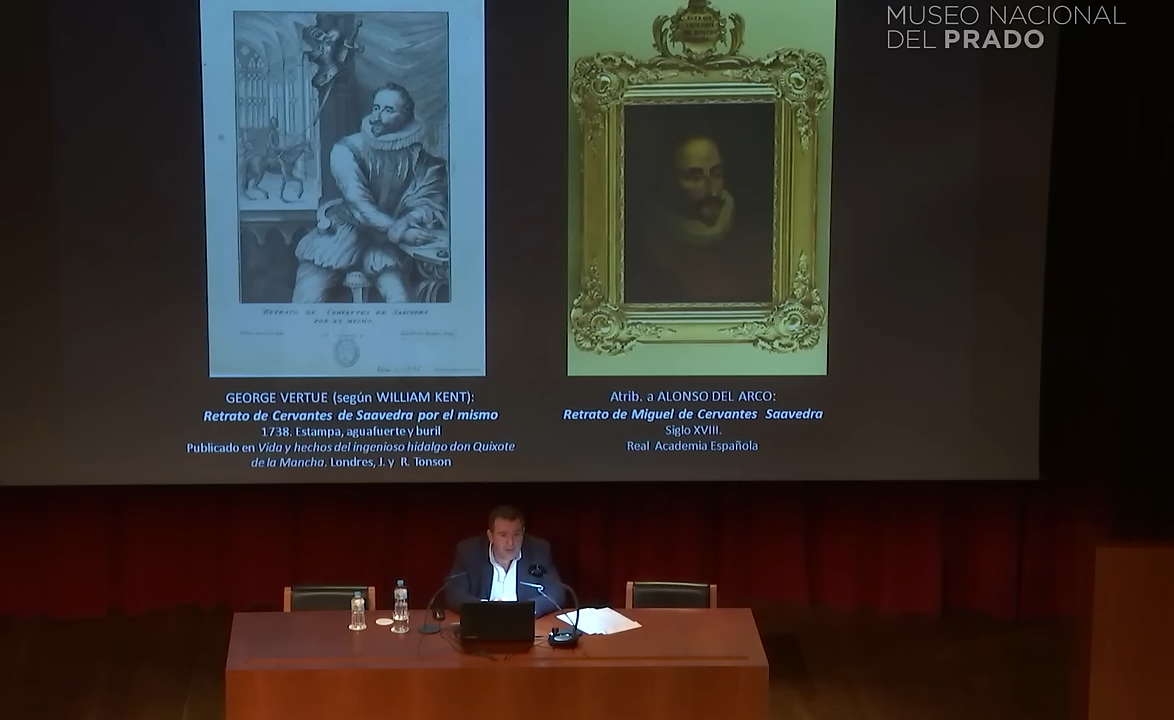 MUSEO NACIONAL
DEL PRADO
RETRATO DE CERVANTES DE SAAVEDRA
POR EL MISMO.
GEORGE VERTUE (según WILLIAM KENT):
Retrato de Cervantes de Saavedra por el mismo
1738. Estampa, aguafuerte y buril
Publicado en Vida y hechos del ingenioso hidalgo don Quixote
de la Mancha. Londres, J. y R. Tonson
Atrib. a ALONSO DEL ARCO:
Retrato de Miguel de Cervantes Saavedra
Siglo XVIII.
Real Academia Española